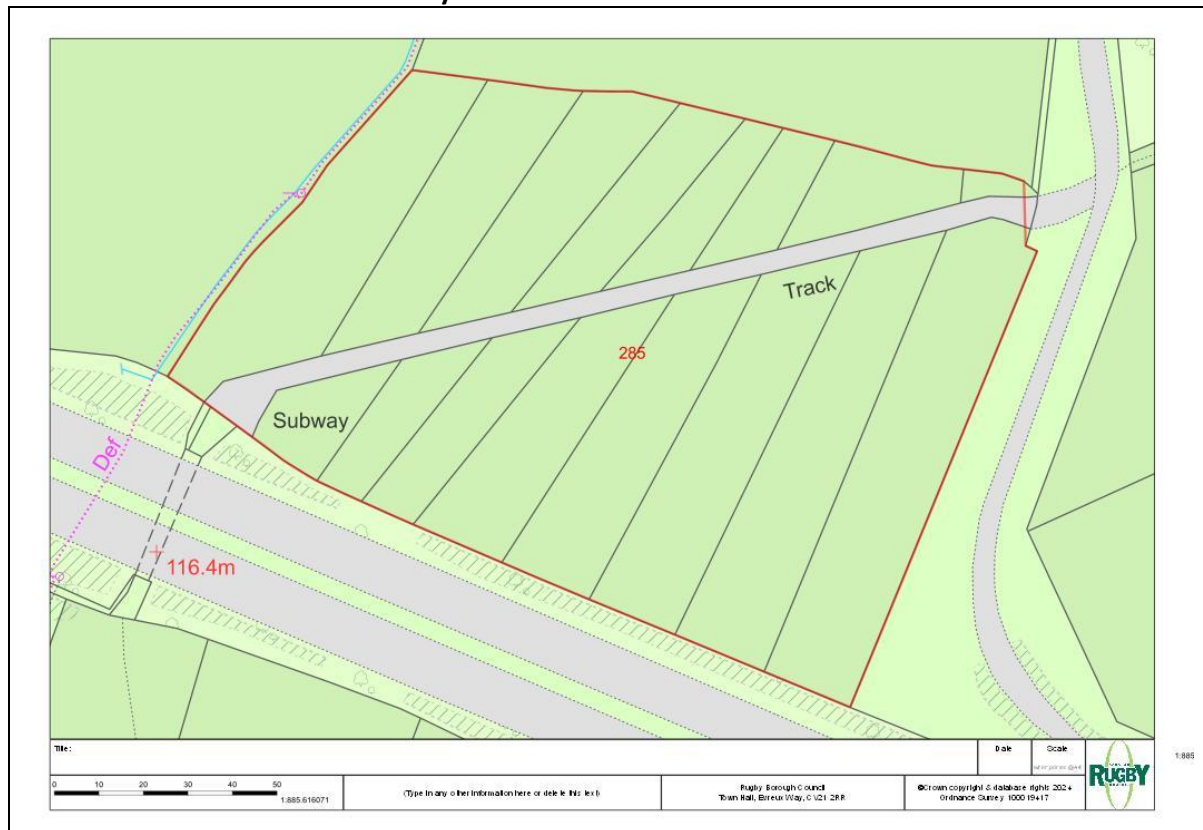 Track
285
Subway
Def
116.4m
Title:
Date
Scale
0 10 20 30 40 50
1:885.616071
(Type in any other information here or delete this text)
Rugby Borough Council
Town Hall, Evreux Way, CV21 2RR
©Crown copyright & database rights 2024
Ordnance Survey 100019417
RUGBY
1:885